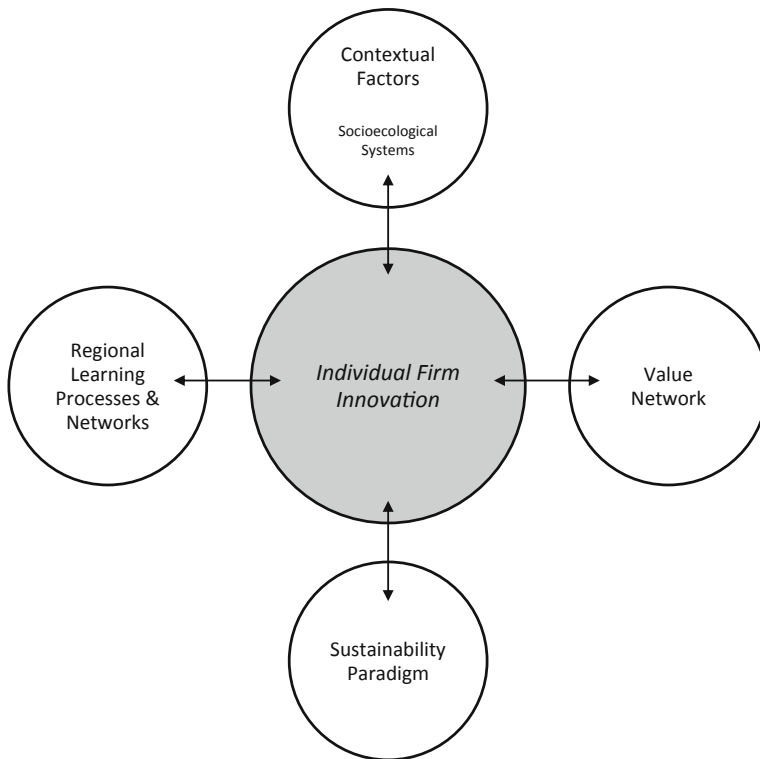 Contextual
Factors
Socioecological
Systems
Regional
Learning
Processes &
Networks
Individual Firm
Innovation
Value
Network
Sustainability
Paradigm